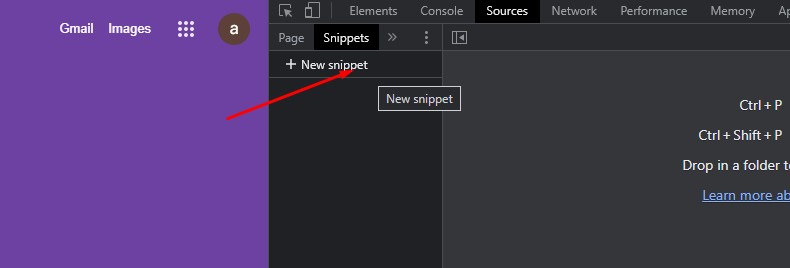 Gmail Images a
Elements Console Sources Network Performance Memory Ap
Page Snippets »
+ New snippet
New snippet
Ctrl + P
Ctrl + Shift + P
Drop in a folder t
Learn more ab